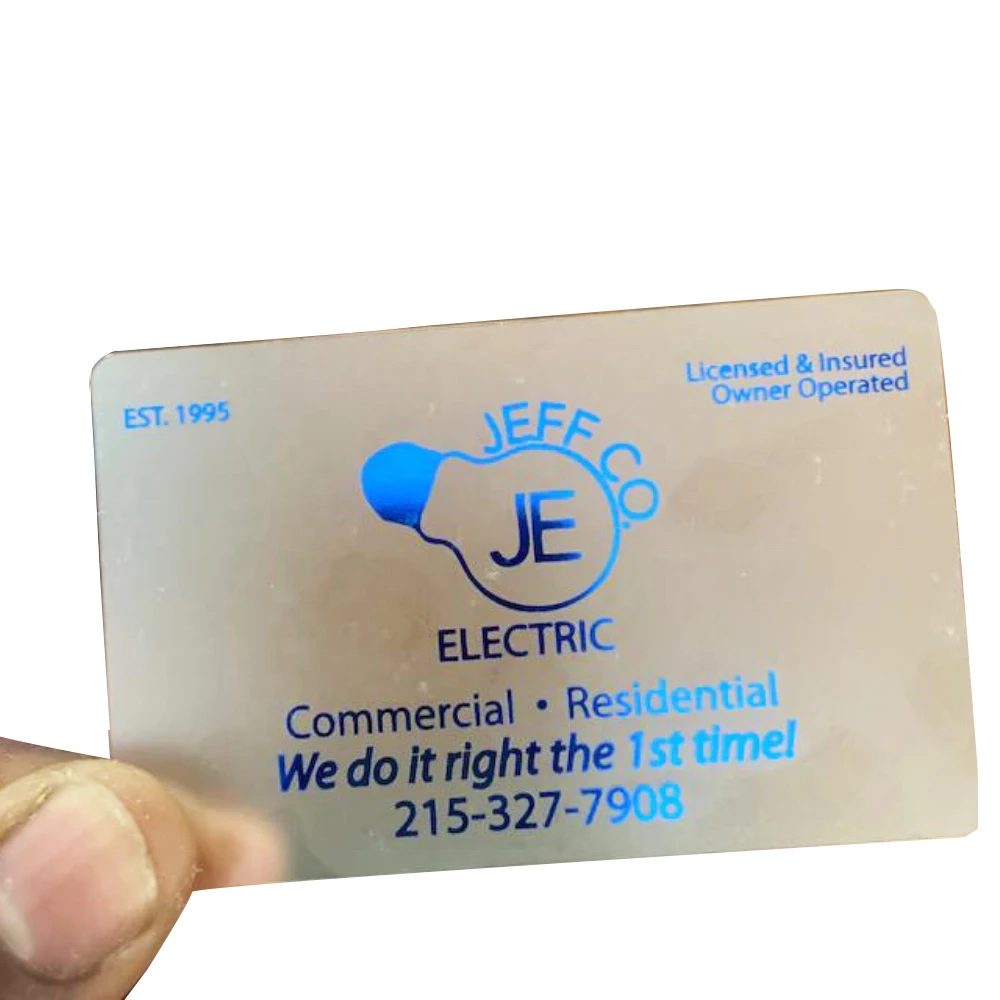 EST. 1995
Licensed & Insured
Owner Operated
JEFF CO.
JE
ELECTRIC
Commercial • Residential
We do it right the 1st time!
215-327-7908